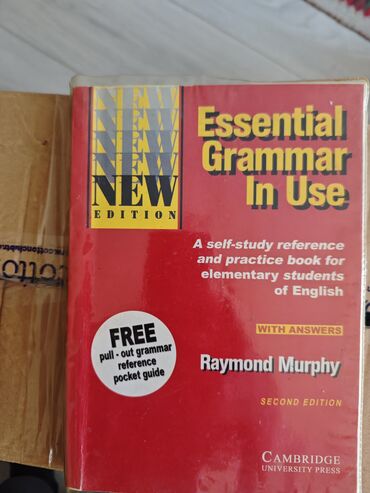 NEW
NEW
NEW
NEW
NEW
EDITION
Essential
Grammar
In Use
A self-study reference
and practice book for
elementary students
of English
WITH ANSWERS
FREE
pull - out grammar
reference
pocket guide
Raymond Murphy
SECOND EDITION
CAMBRIDGE
UNIVERSITY PRESS